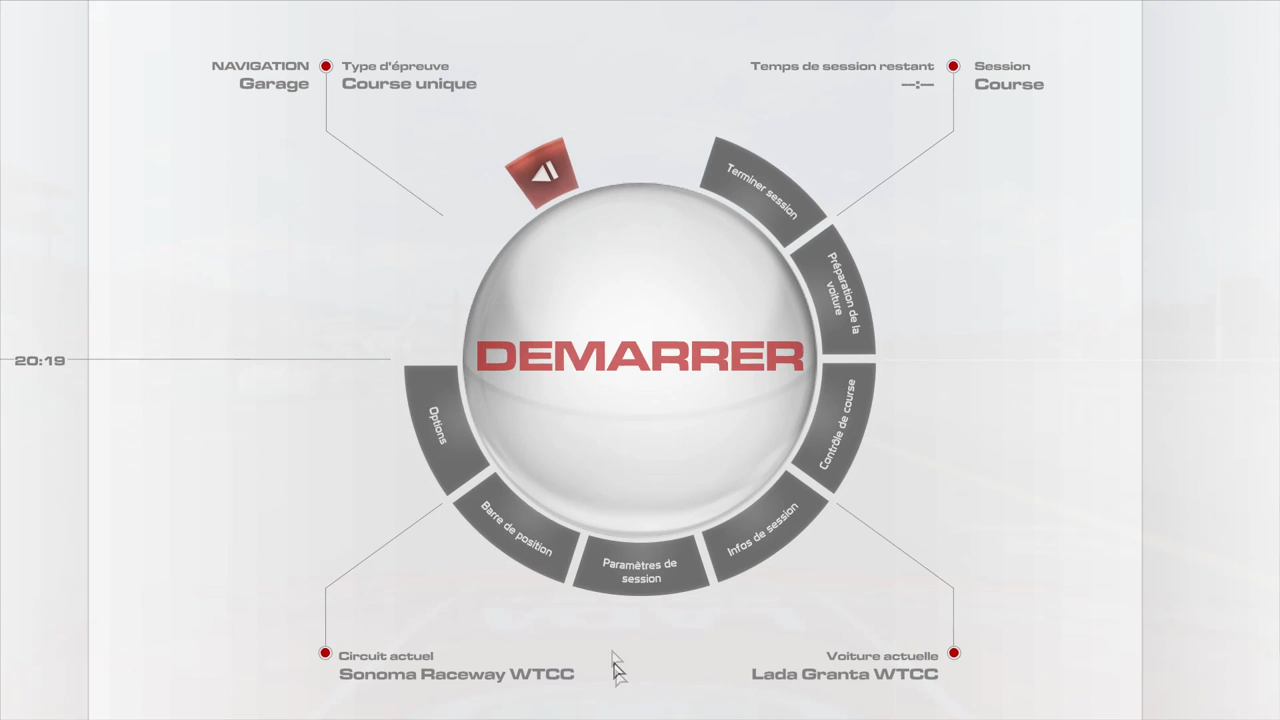 NAVIGATION
Garage
Type d'épreuve
Course unique
Temps de session restant
—:—
Session
Course
Terminer session
Préparation de la
voiture
DEMARRER
20:19
Options
Contrôle de course
Barre de position
Infos de session
Paramètres de
session
Circuit actuel
Sonoma Raceway WTCC
Voiture actuelle
Lada Granta WTCC